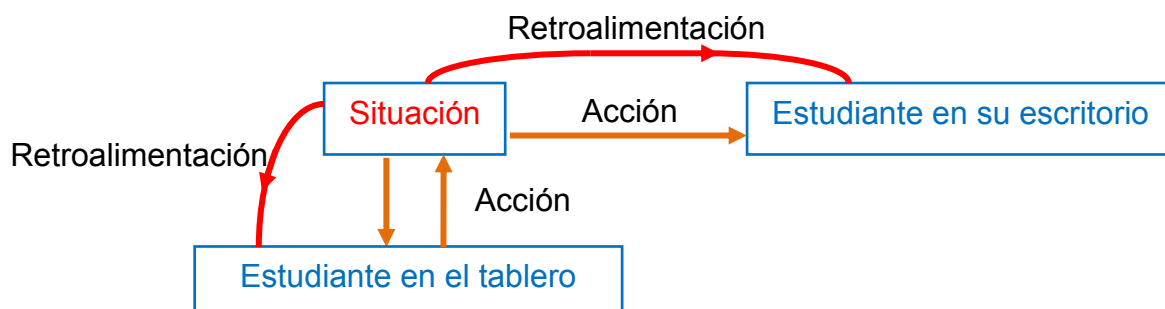 Retroalimentación
Situación
Acción
Estudiante en su escritorio
Retroalimentación
Acción
Estudiante en el tablero